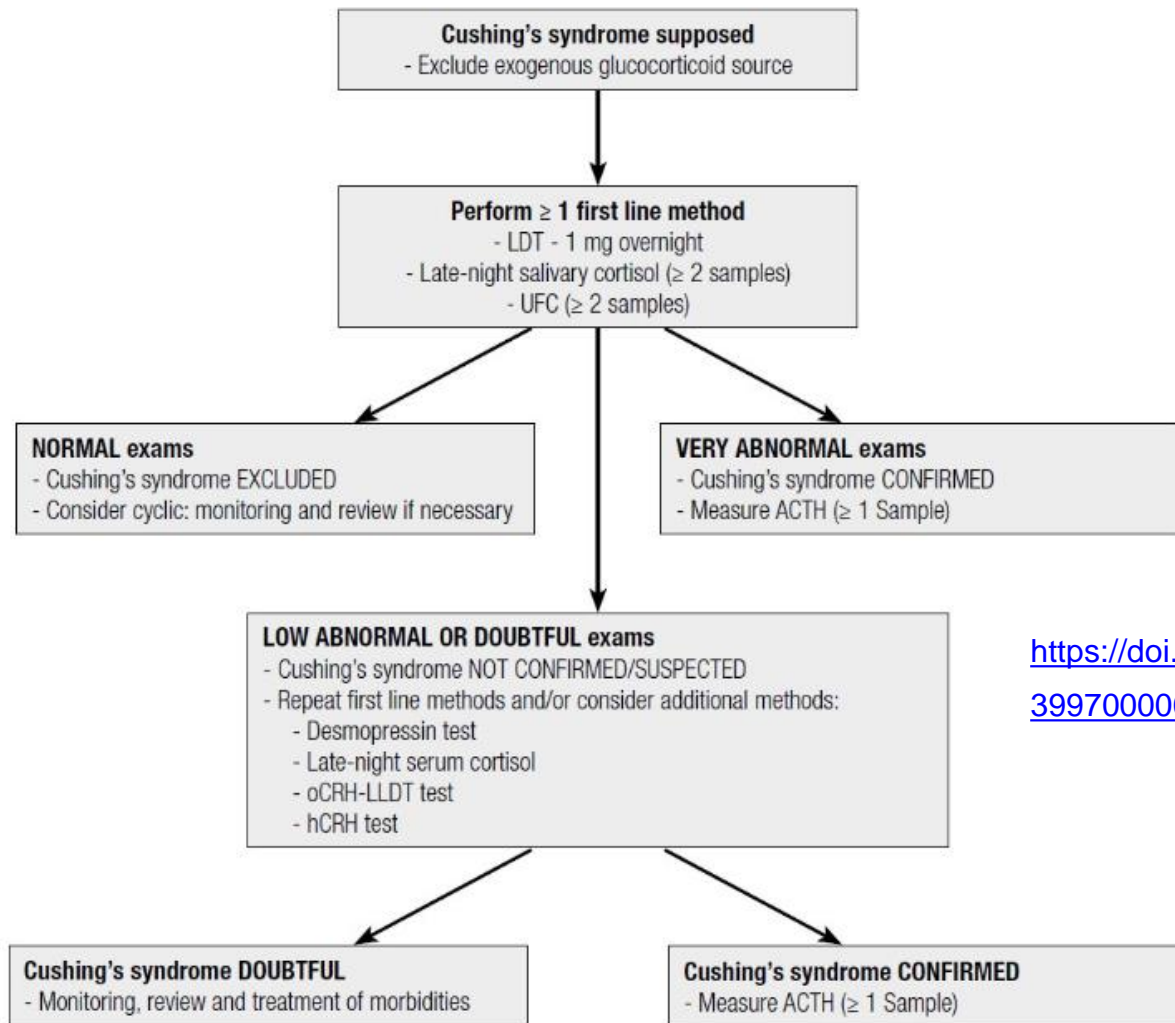 Cushing's syndrome supposed
- Exclude exogenous glucocorticoid source
Perform ≥ 1 first line method
- LDT - 1 mg overnight
- Late-night salivary cortisol (≥ 2 samples)
- UFC (≥ 2 samples)
NORMAL exams
- Cushing's syndrome EXCLUDED
- Consider cyclic: monitoring and review if necessary
VERY ABNORMAL exams
- Cushing's syndrome CONFIRMED
- Measure ACTH (≥ 1 Sample)
LOW ABNORMAL OR DOUBTFUL exams
- Cushing's syndrome NOT CONFIRMED/SUSPECTED
- Repeat first line methods and/or consider additional methods:
- Desmopressin test
- Late-night serum cortisol
- oCRH-LLDT test
- hCRH test
https://doi.
39970000
Cushing's syndrome DOUBTFUL
- Monitoring, review and treatment of morbidities
Cushing's syndrome CONFIRMED
- Measure ACTH (≥ 1 Sample)